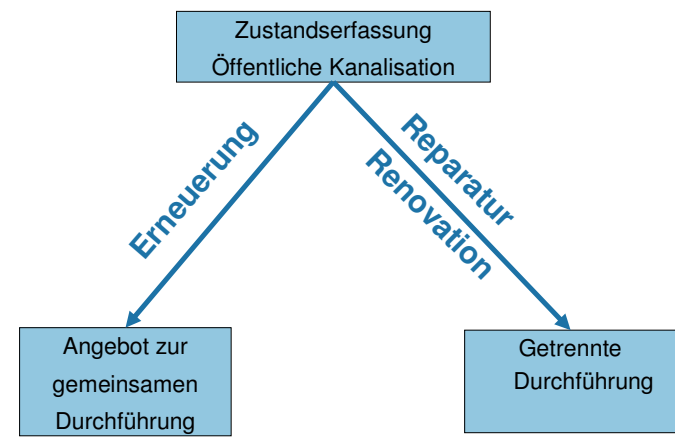 Zustandserfassung
Öffentliche Kanalisation
Erneuerung
Reparatur
Renovation
Angebot zur
gemeinsamen
Durchführung
Getrennte
Durchführung